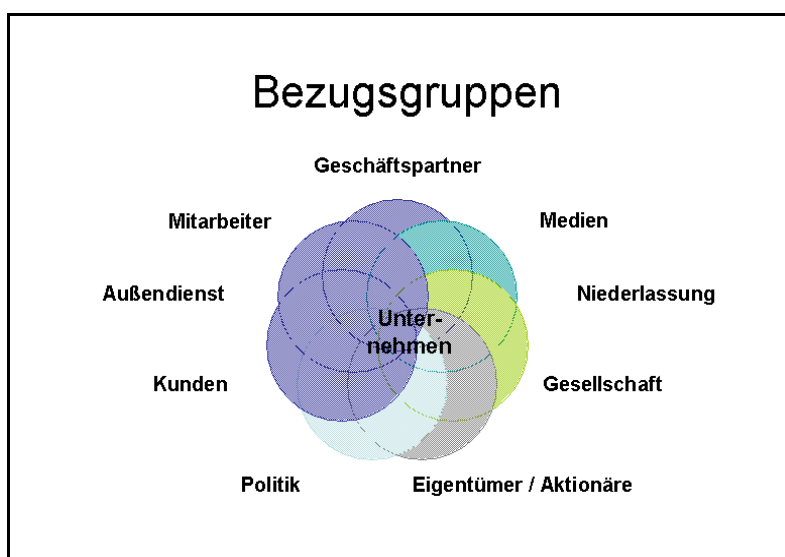 Bezugsgruppen
Geschäftspartner
Mitarbeiter
Medien
Außendienst
Niederlassung
Unter-
nehmen
Kunden
Gesellschaft
Politik
Eigentümer / Aktionäre